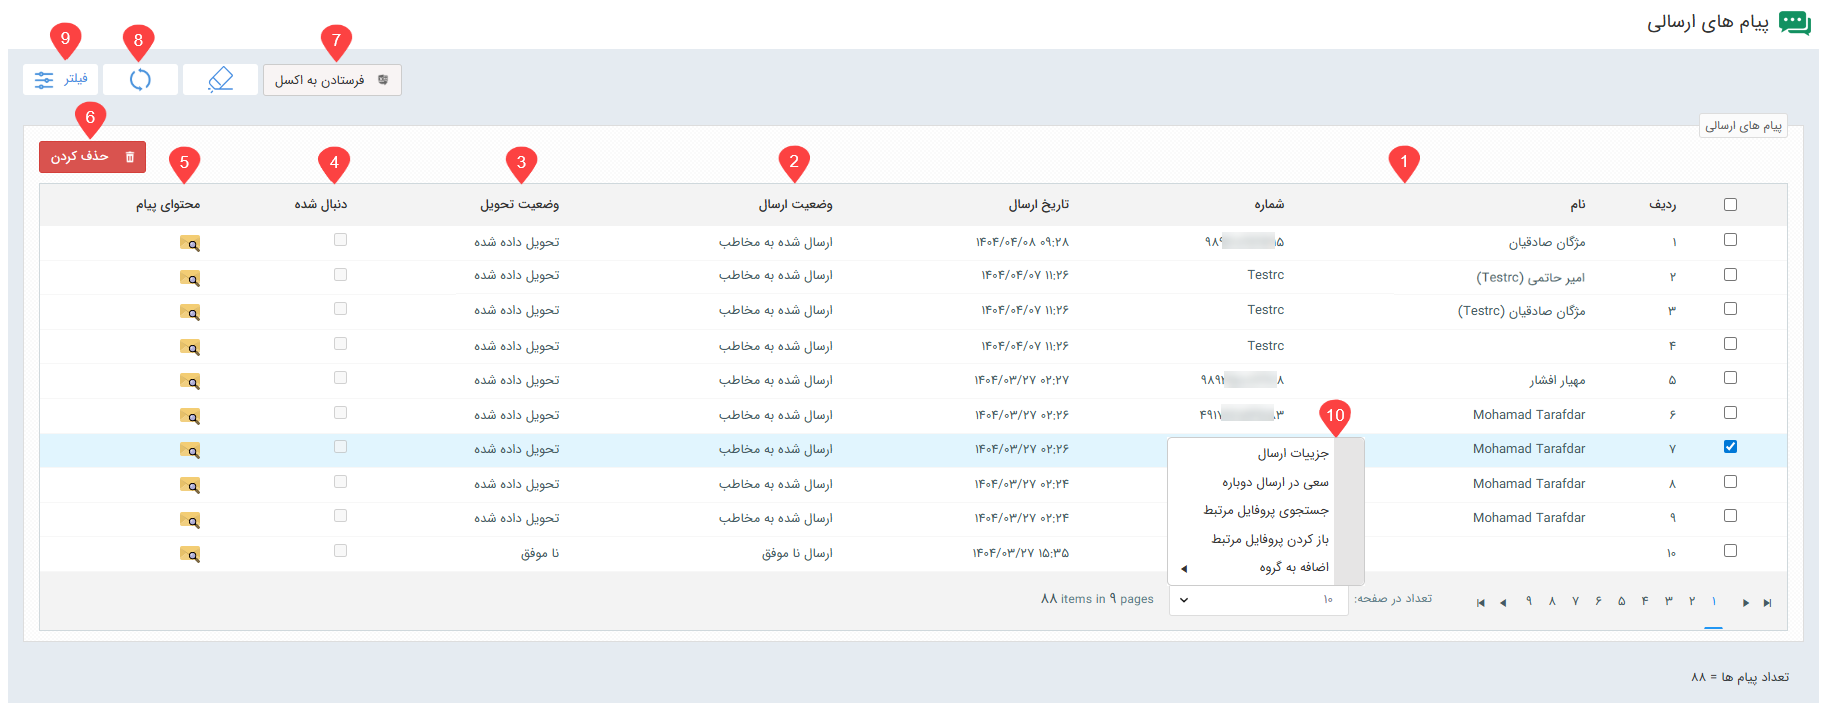 پیام های ارسالی
9 8 7
فیلتر فرستادن به اکسل
پیام های ارسالی
6
حذف کردن
5 4 3 2 1
ردیف نام شماره تاریخ ارسال وضعیت ارسال وضعیت تحویل دنبال شده محتوای پیام
۱ مژگان صادقیان ۱۴۰۴/۰۴/۰۸ ۰۹:۲۸ ارسال شده به مخاطب تحویل داده شده
۲ امیر حاتمی (Testrc) Testrc ۱۴۰۴/۰۴/۰۷ ۱۱:۲۶ ارسال شده به مخاطب تحویل داده شده
۳ مژگان صادقیان (Testrc) Testrc ۱۴۰۴/۰۴/۰۷ ۱۱:۲۶ ارسال شده به مخاطب تحویل داده شده
۴ Testrc ۱۴۰۴/۰۴/۰۷ ۱۱:۲۶ ارسال شده به مخاطب تحویل داده شده
۵ مهیار افشار ۱۴۰۴/۰۳/۲۷ ۰۲:۲۷ ارسال شده به مخاطب تحویل داده شده
۶ Mohamad Tarafdar ۱۴۰۴/۰۳/۲۷ ۰۲:۲۶ ارسال شده به مخاطب تحویل داده شده
۷ Mohamad Tarafdar ۱۴۰۴/۰۳/۲۷ ۰۲:۲۶ ارسال شده به مخاطب تحویل داده شده
۸ Mohamad Tarafdar ۱۴۰۴/۰۳/۲۷ ۰۲:۲۴ ارسال شده به مخاطب تحویل داده شده
۹ Mohamad Tarafdar ۱۴۰۴/۰۳/۲۷ ۰۲:۲۴ ارسال شده به مخاطب تحویل داده شده
۱۰ ۱۴۰۴/۰۳/۲۷ ۱۵:۳۵ ارسال نا موفق نا موفق
10
جزییات ارسال
سعی در ارسال دوباره
جستجوی پروفایل مرتبط
باز کردن پروفایل مرتبط
اضافه به گروه
۱ ۲ ۳ ۴ ۵ ۶ ۷ ۸ ۹ تعداد در صفحه: ۱۰ ۸۸ items in ۹ pages
تعداد پیام ها = ۸۸